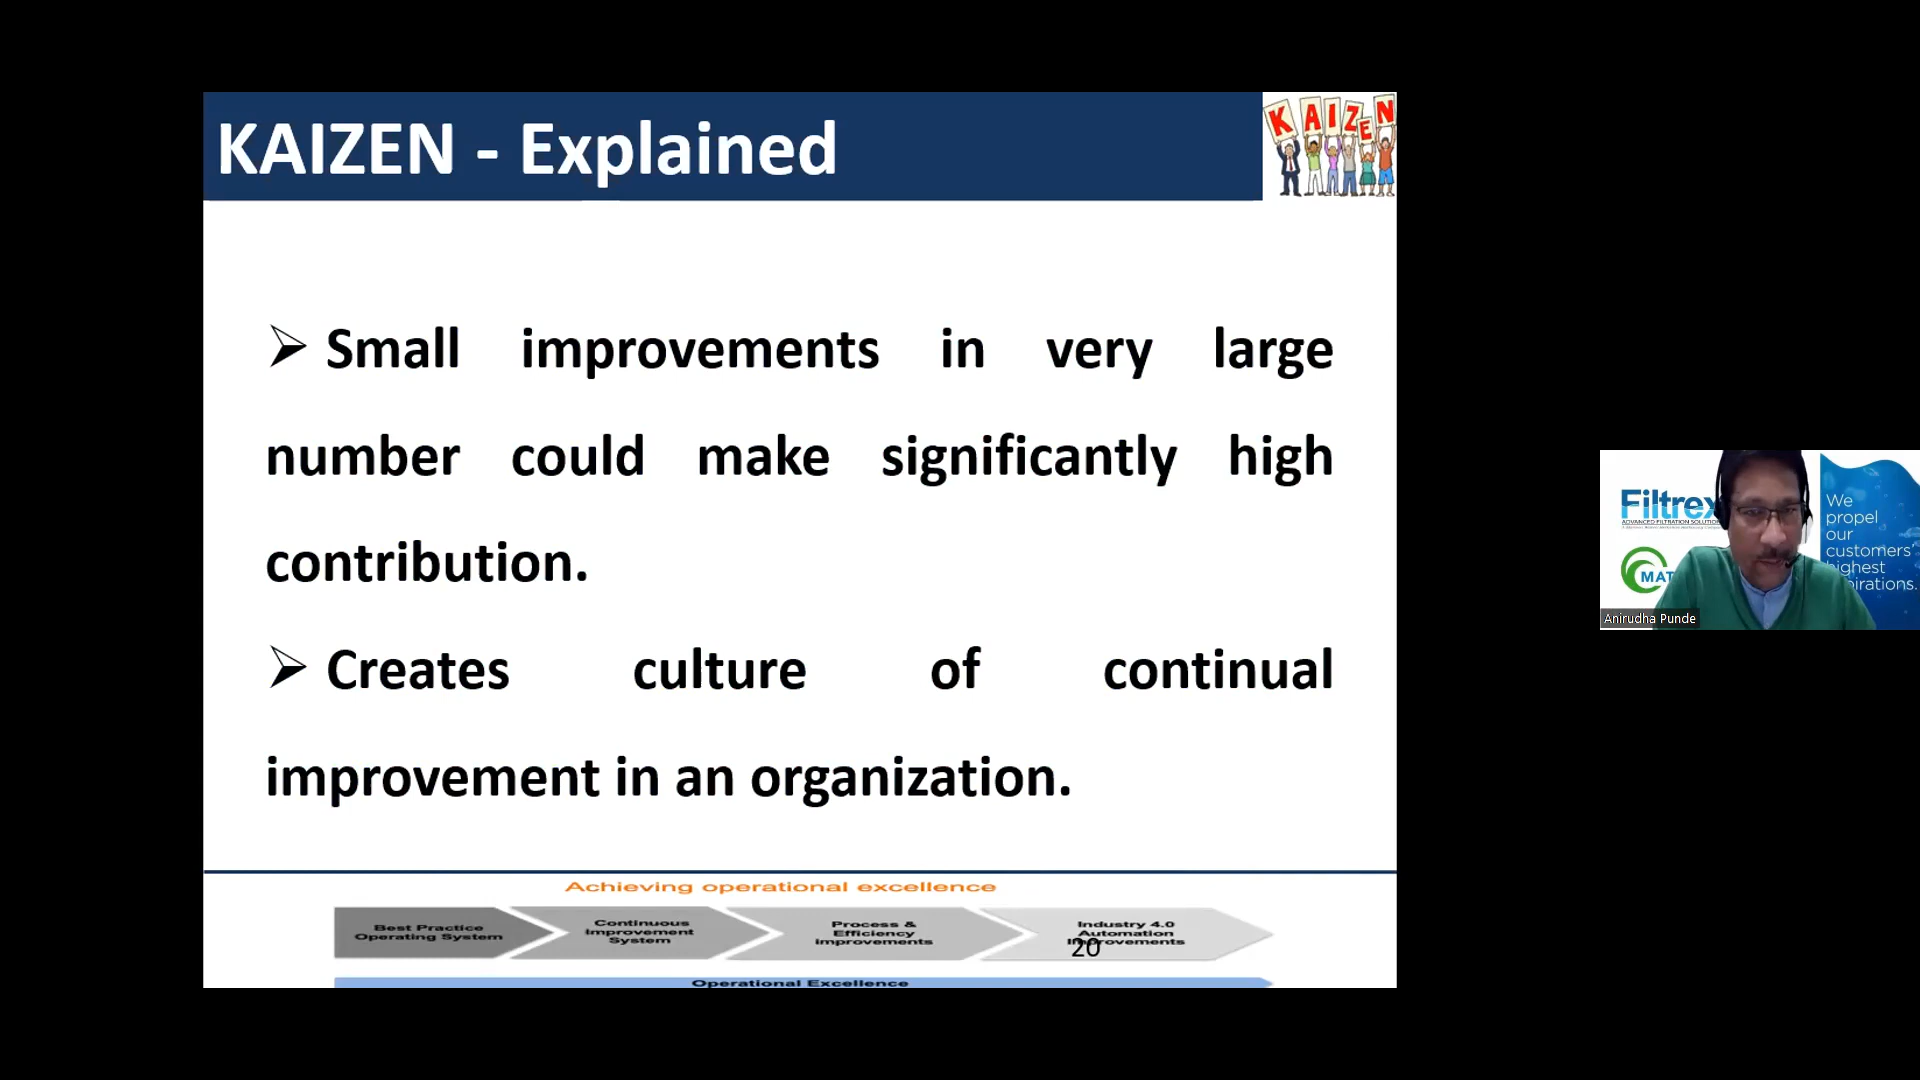 KAIZEN - Explained
KAIZEN
➢ Small improvements in very large
number could make significantly high
contribution.
➢ Creates culture of continual
improvement in an organization.
Achieving operational excellence
Best Practice
Operating System
Continuous
Improvement
System
Process &
Efficiency
improvements
Industry 4.0
Automation
Improvements
20
Operational Excellence
Filtrex
ADVANCED FILTRATION SOLUTION
MAT
We
propel
our
customers'
highest
pirations.
Anirudha Punde